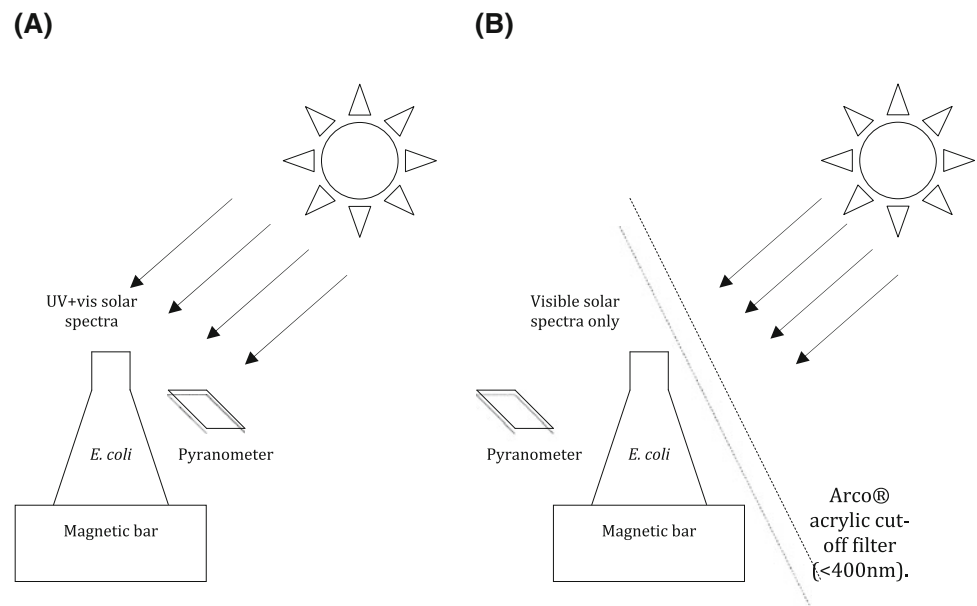 (A)
UV+vis solar
spectra
E. coli
Pyranometer
Magnetic bar
(B)
Visible solar
spectra only
Pyranometer
E. coli
Magnetic bar
Arco®
acrylic cut-
off filter
(<400nm).